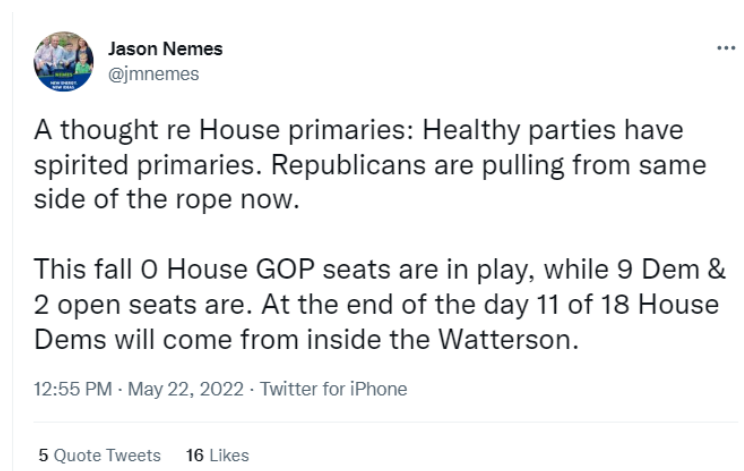 Jason Nemes
@jmnemes
A thought re House primaries: Healthy parties have
spirited primaries. Republicans are pulling from same
side of the rope now.
This fall 0 House GOP seats are in play, while 9 Dem &
2 open seats are. At the end of the day 11 of 18 House
Dems will come from inside the Watterson.
12:55 PM · May 22, 2022 · Twitter for iPhone
5 Quote Tweets 16 Likes